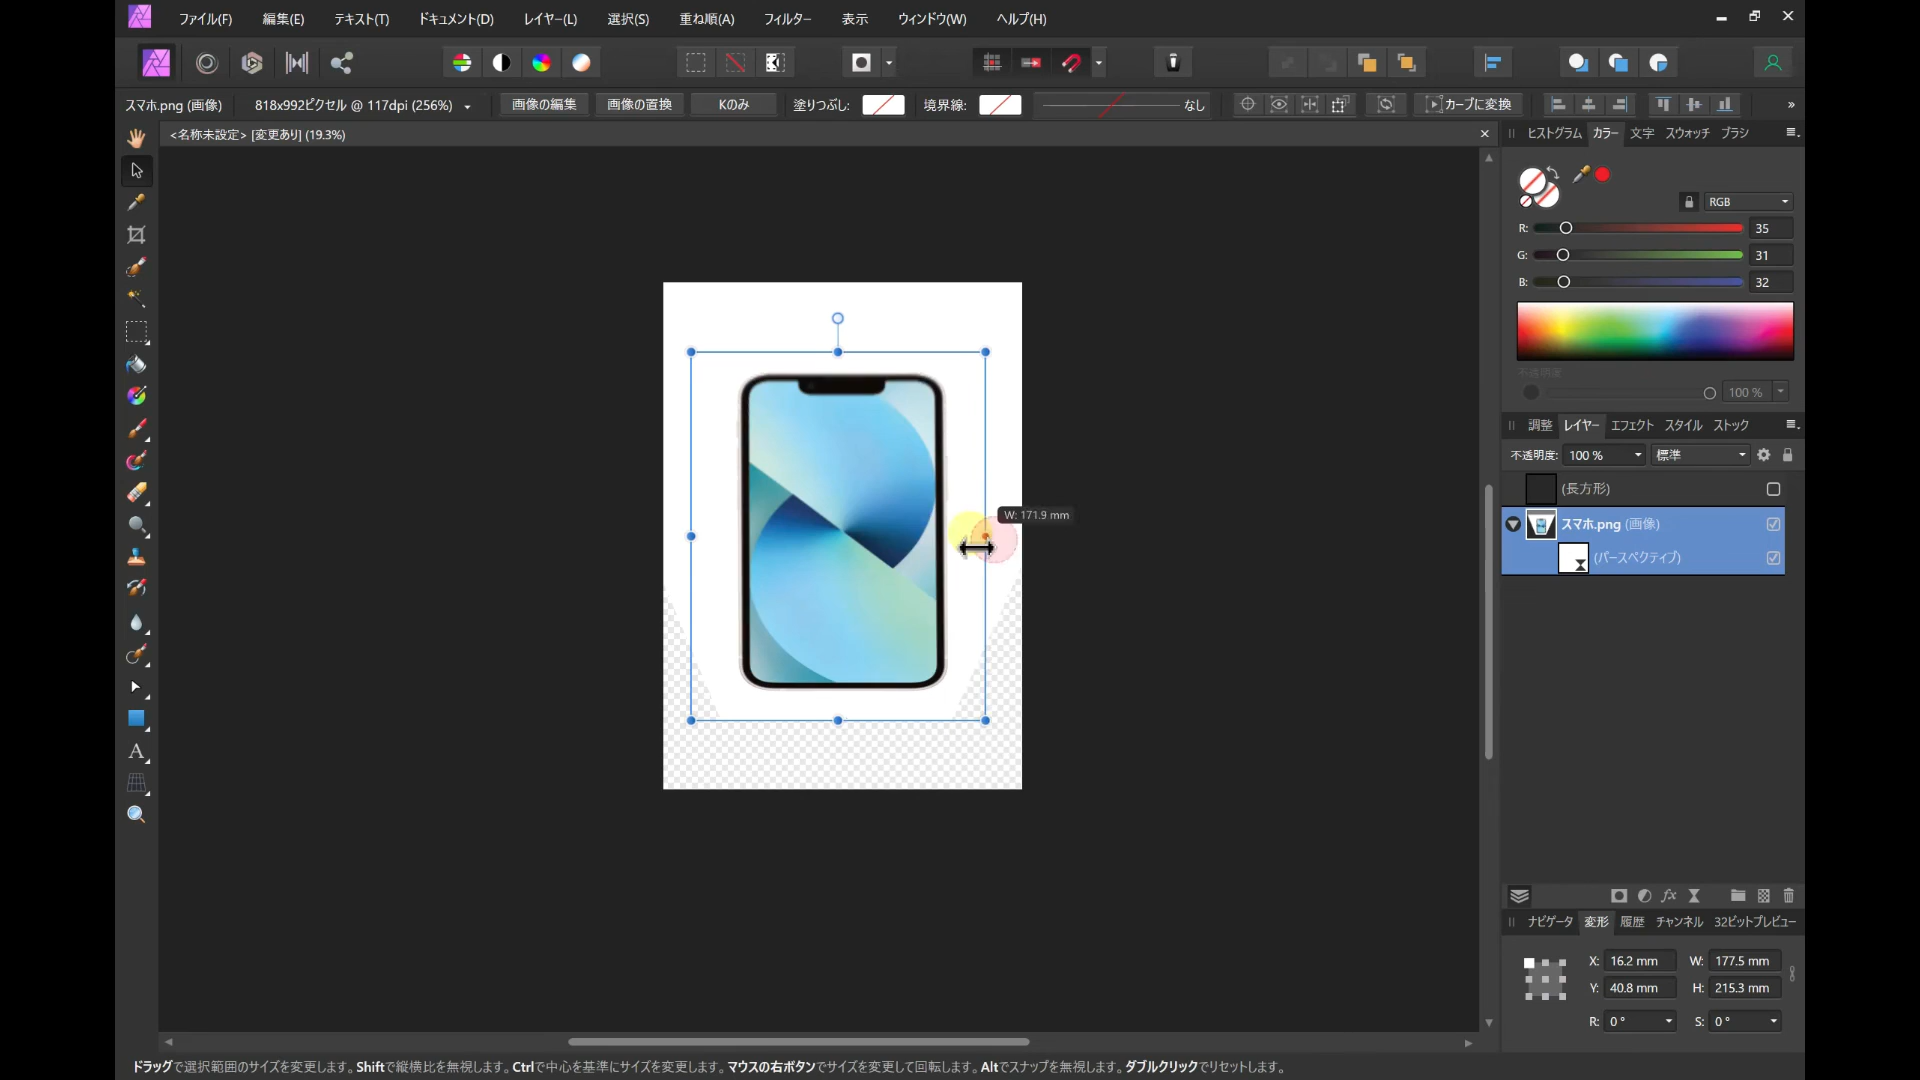 ファイル(F) 編集(E) テキスト(T) ドキュメント(D) レイヤー(L) 選択(S) 重ね順(A) フィルター 表示 ウィンドウ(W) ヘルプ(H)
スマホ.png (画像) 818x992ピクセル @ 117dpi (256%) 画像の編集 画像の置換 Kのみ 塗りつぶし: 境界線: なし カーブに変換
<名称未設定> [変更あり] (19.3%)
ヒストグラム カラー 文字 スウォッチ ブラシ
RGB
R: 35
G: 31
B: 32
不透明度
100 %
調整 レイヤー エフェクト スタイル ストック
不透明度: 100 % 標準
(長方形)
スマホ.png (画像)
(パースペクティブ)
W: 171.9 mm
ナビゲータ 変形 履歴 チャンネル 32ビットプレビュー
X: 16.2 mm W: 177.5 mm
Y: 40.8 mm H: 215.3 mm
R: 0 ° S: 0 °
ドラッグで選択範囲のサイズを変更します。Shiftで縦横比を無視します。Ctrlで中心を基準にサイズを変更します。マウスの右ボタンでサイズを変更して回転します。Altでスナップを無視します。ダブルクリックでリセットします。